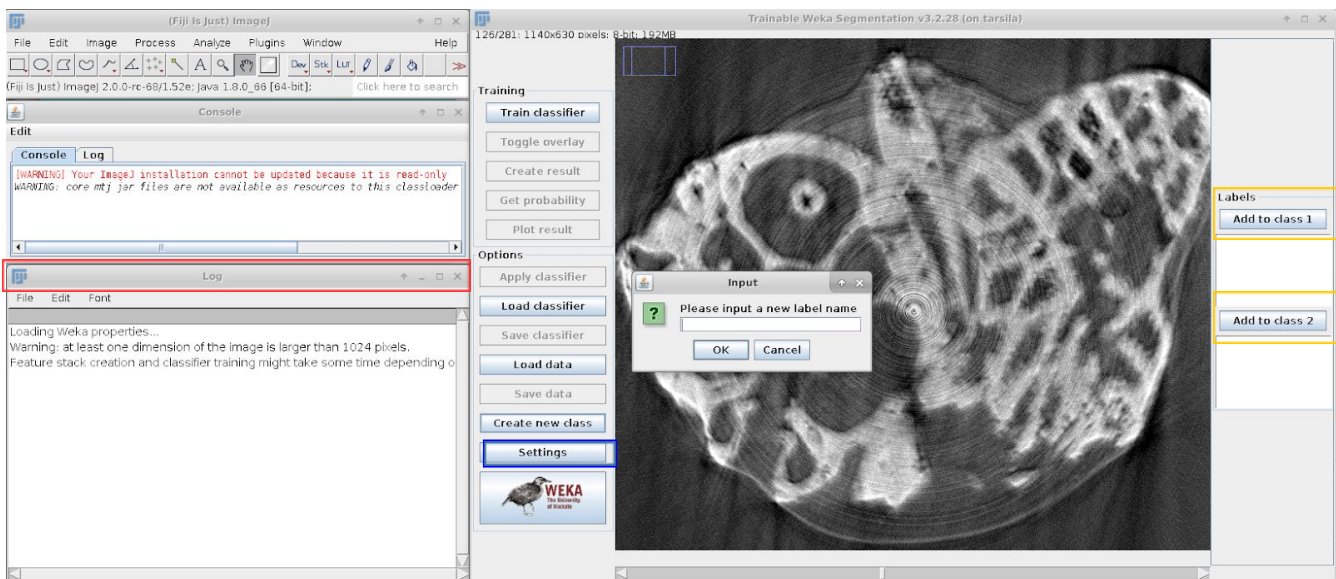 (Fiji Is Just) ImageJ
File Edit Image Process Analyze Plugins Window Help
A Dev Stk LUT
(Fiji Is Just) ImageJ 2.0.0-rc-68/1.52e; Java 1.8.0_66 [64-bit]; Click here to search
Console
Edit
Console Log
[WARNING] Your ImageJ installation cannot be updated because it is read-only
WARNING: core mtj jar files are not available as resources to this classloader
Log
File Edit Font
Loading Weka properties...
Warning: at least one dimension of the image is larger than 1024 pixels.
Feature stack creation and classifier training might take some time depending o
Trainable Weka Segmentation v3.2.28 (on tarsila)
126/281; 1140x630 pixels; 8-bit; 192MB
Training
Train classifier
Toggle overlay
Create result
Get probability
Plot result
Options
Apply classifier
Load classifier
Save classifier
Load data
Save data
Create new class
Settings
WEKA
The University
of Waikato
Input
Please input a new label name
OK Cancel
Labels
Add to class 1
Add to class 2